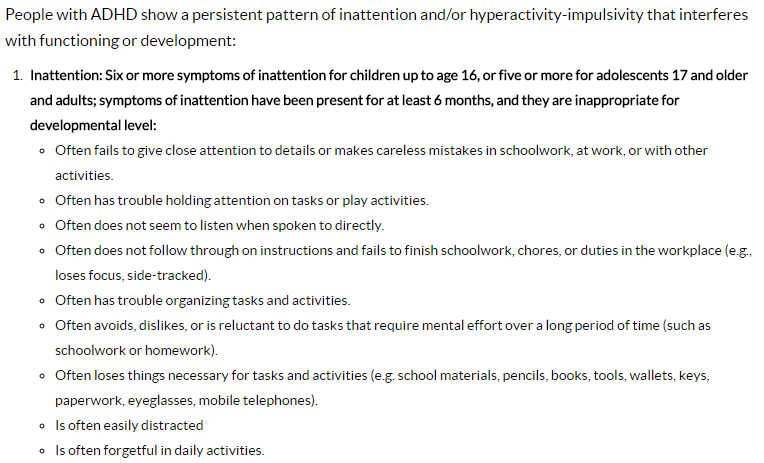 People with ADHD show a persistent pattern of inattention and/or hyperactivity-impulsivity that interferes
with functioning or development:
1. Inattention: Six or more symptoms of inattention for children up to age 16, or five or more for adolescents 17 and older
and adults; symptoms of inattention have been present for at least 6 months, and they are inappropriate for
developmental level:
◦ Often fails to give close attention to details or makes careless mistakes in schoolwork, at work, or with other
activities.
◦ Often has trouble holding attention on tasks or play activities.
◦ Often does not seem to listen when spoken to directly.
◦ Often does not follow through on instructions and fails to finish schoolwork, chores, or duties in the workplace (e.g.,
loses focus, side-tracked).
◦ Often has trouble organizing tasks and activities.
◦ Often avoids, dislikes, or is reluctant to do tasks that require mental effort over a long period of time (such as
schoolwork or homework).
◦ Often loses things necessary for tasks and activities (e.g. school materials, pencils, books, tools, wallets, keys,
paperwork, eyeglasses, mobile telephones).
◦ Is often easily distracted
◦ Is often forgetful in daily activities.